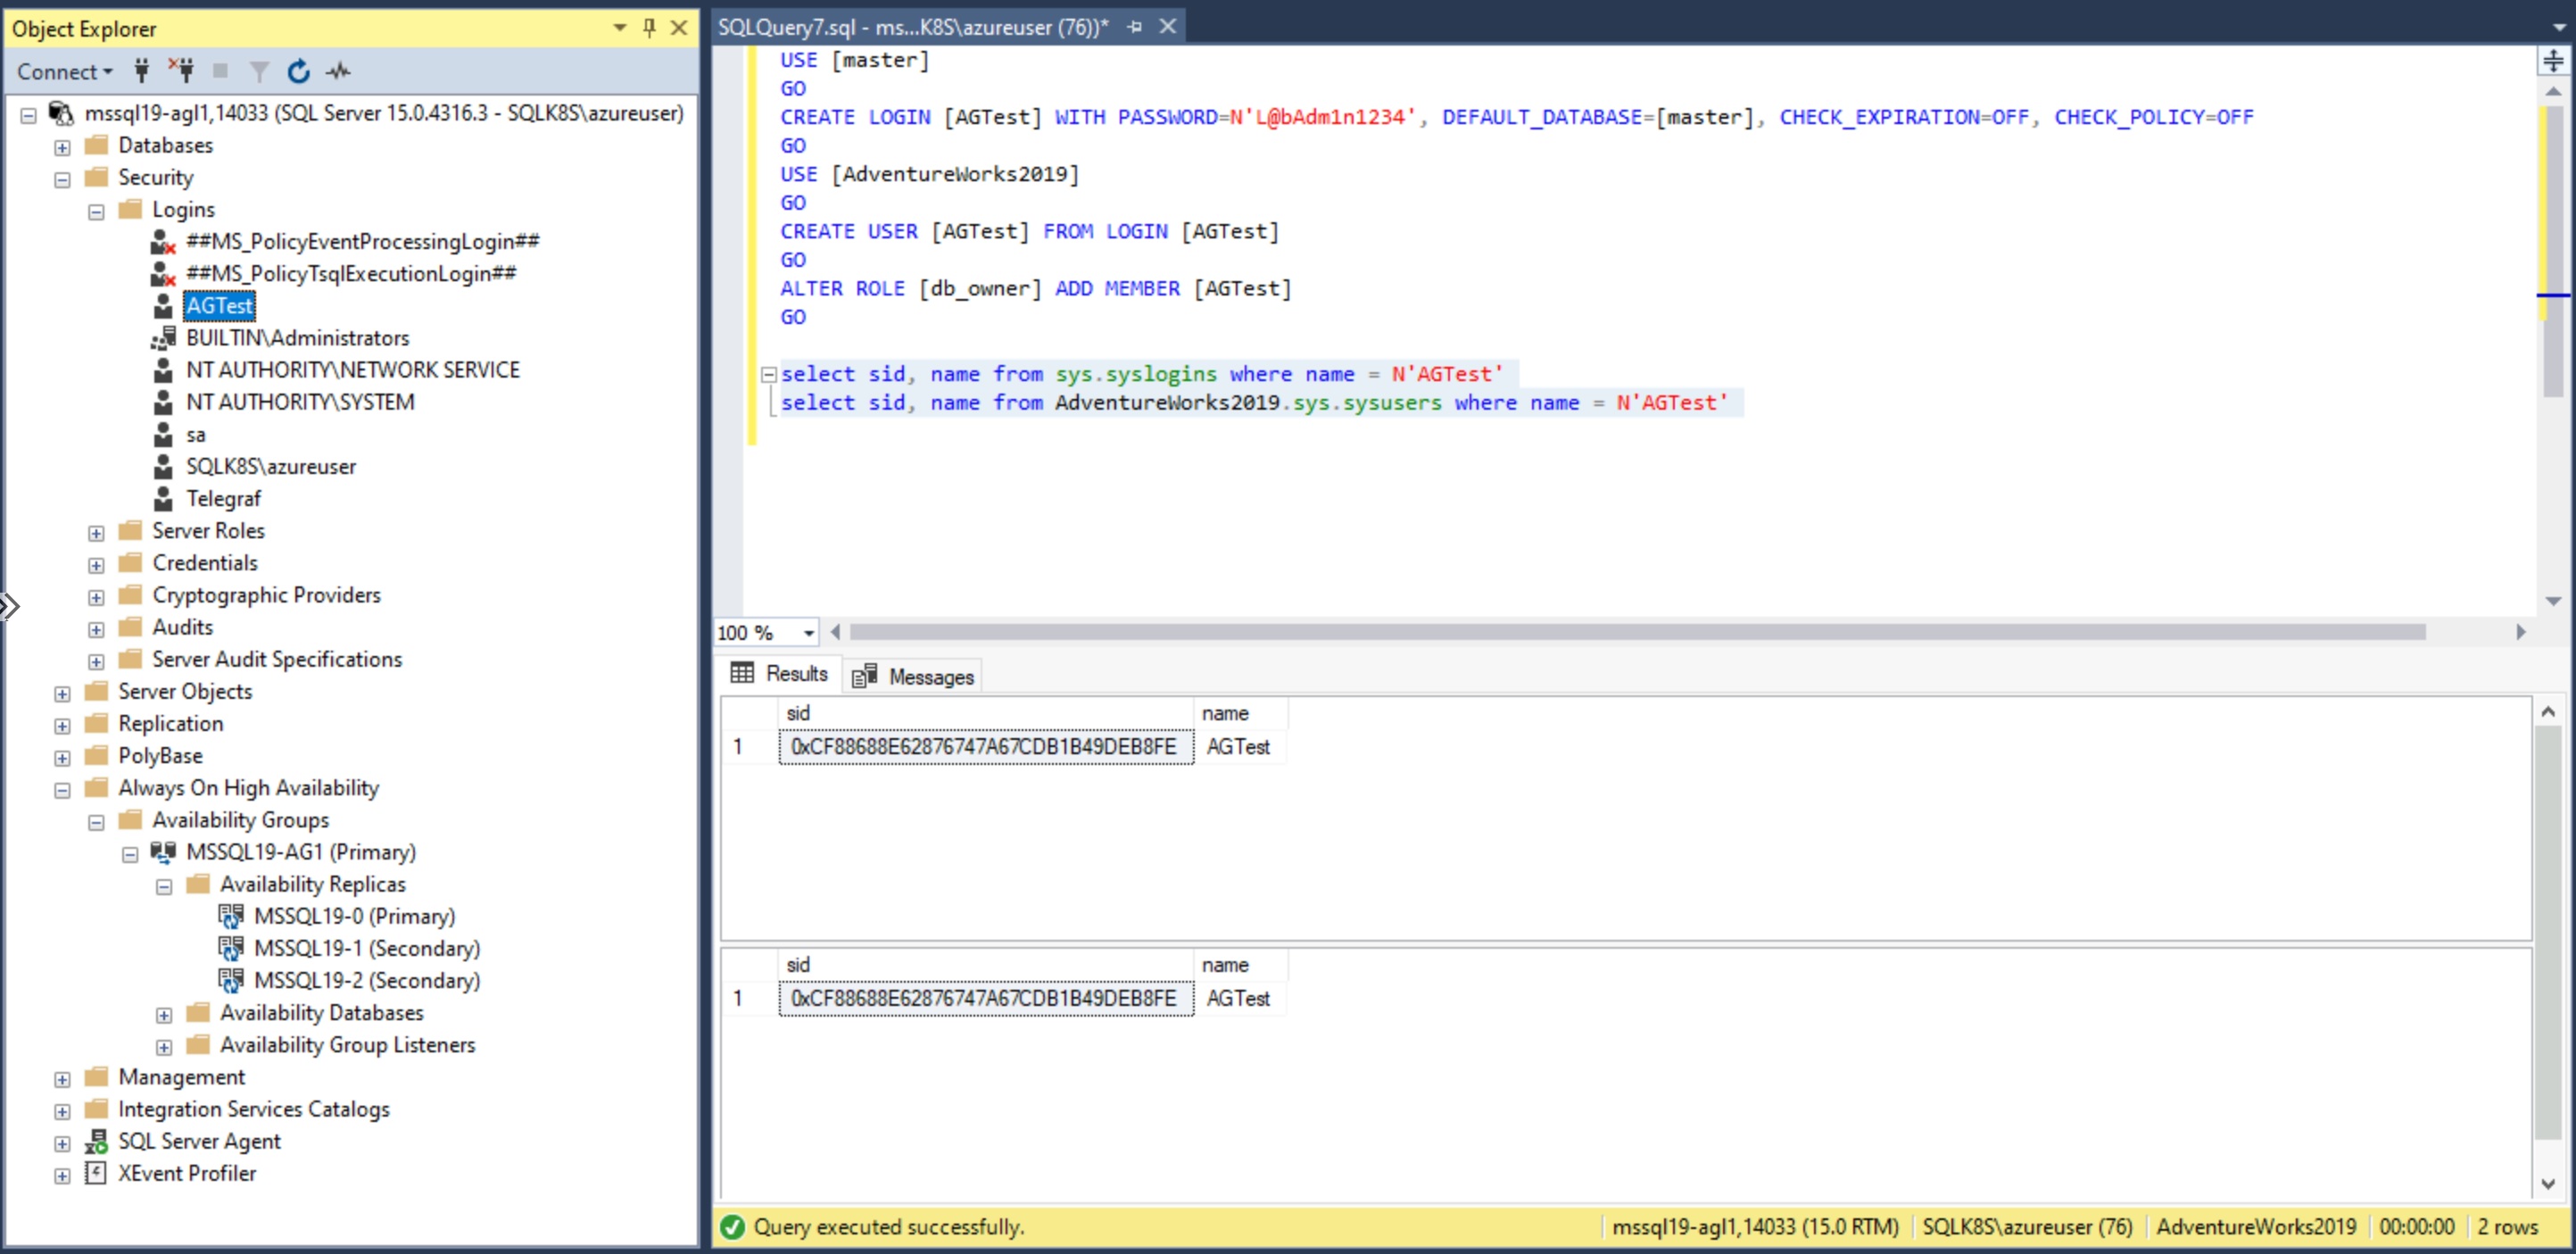 Object Explorer
Connect
mssql19-agl1,14033 (SQL Server 15.0.4316.3 - SQLK8S\azureuser)
Databases
Security
Logins
##MS_PolicyEventProcessingLogin##
##MS_PolicyTsqlExecutionLogin##
AGTest
BUILTIN\Administrators
NT AUTHORITY\NETWORK SERVICE
NT AUTHORITY\SYSTEM
sa
SQLK8S\azureuser
Telegraf
Server Roles
Credentials
Cryptographic Providers
Audits
Server Audit Specifications
Server Objects
Replication
PolyBase
Always On High Availability
Availability Groups
MSSQL19-AG1 (Primary)
Availability Replicas
MSSQL19-0 (Primary)
MSSQL19-1 (Secondary)
MSSQL19-2 (Secondary)
Availability Databases
Availability Group Listeners
Management
Integration Services Catalogs
SQL Server Agent
XEvent Profiler
SQLQuery7.sql - ms...K8S\azureuser (76))*
USE [master]
GO
CREATE LOGIN [AGTest] WITH PASSWORD=N'L@bAdm1n1234', DEFAULT_DATABASE=[master], CHECK_EXPIRATION=OFF, CHECK_POLICY=OFF
GO
USE [AdventureWorks2019]
GO
CREATE USER [AGTest] FROM LOGIN [AGTest]
GO
ALTER ROLE [db_owner] ADD MEMBER [AGTest]
GO
select sid, name from sys.syslogins where name = N'AGTest'
select sid, name from AdventureWorks2019.sys.sysusers where name = N'AGTest'
100 %
Results Messages
sid name
1 0xCF88688E62876747A67CDB1B49DEB8FE AGTest
sid name
1 0xCF88688E62876747A67CDB1B49DEB8FE AGTest
Query executed successfully. mssql19-agl1,14033 (15.0 RTM) SQLK8S\azureuser (76) AdventureWorks2019 00:00:00 2 rows